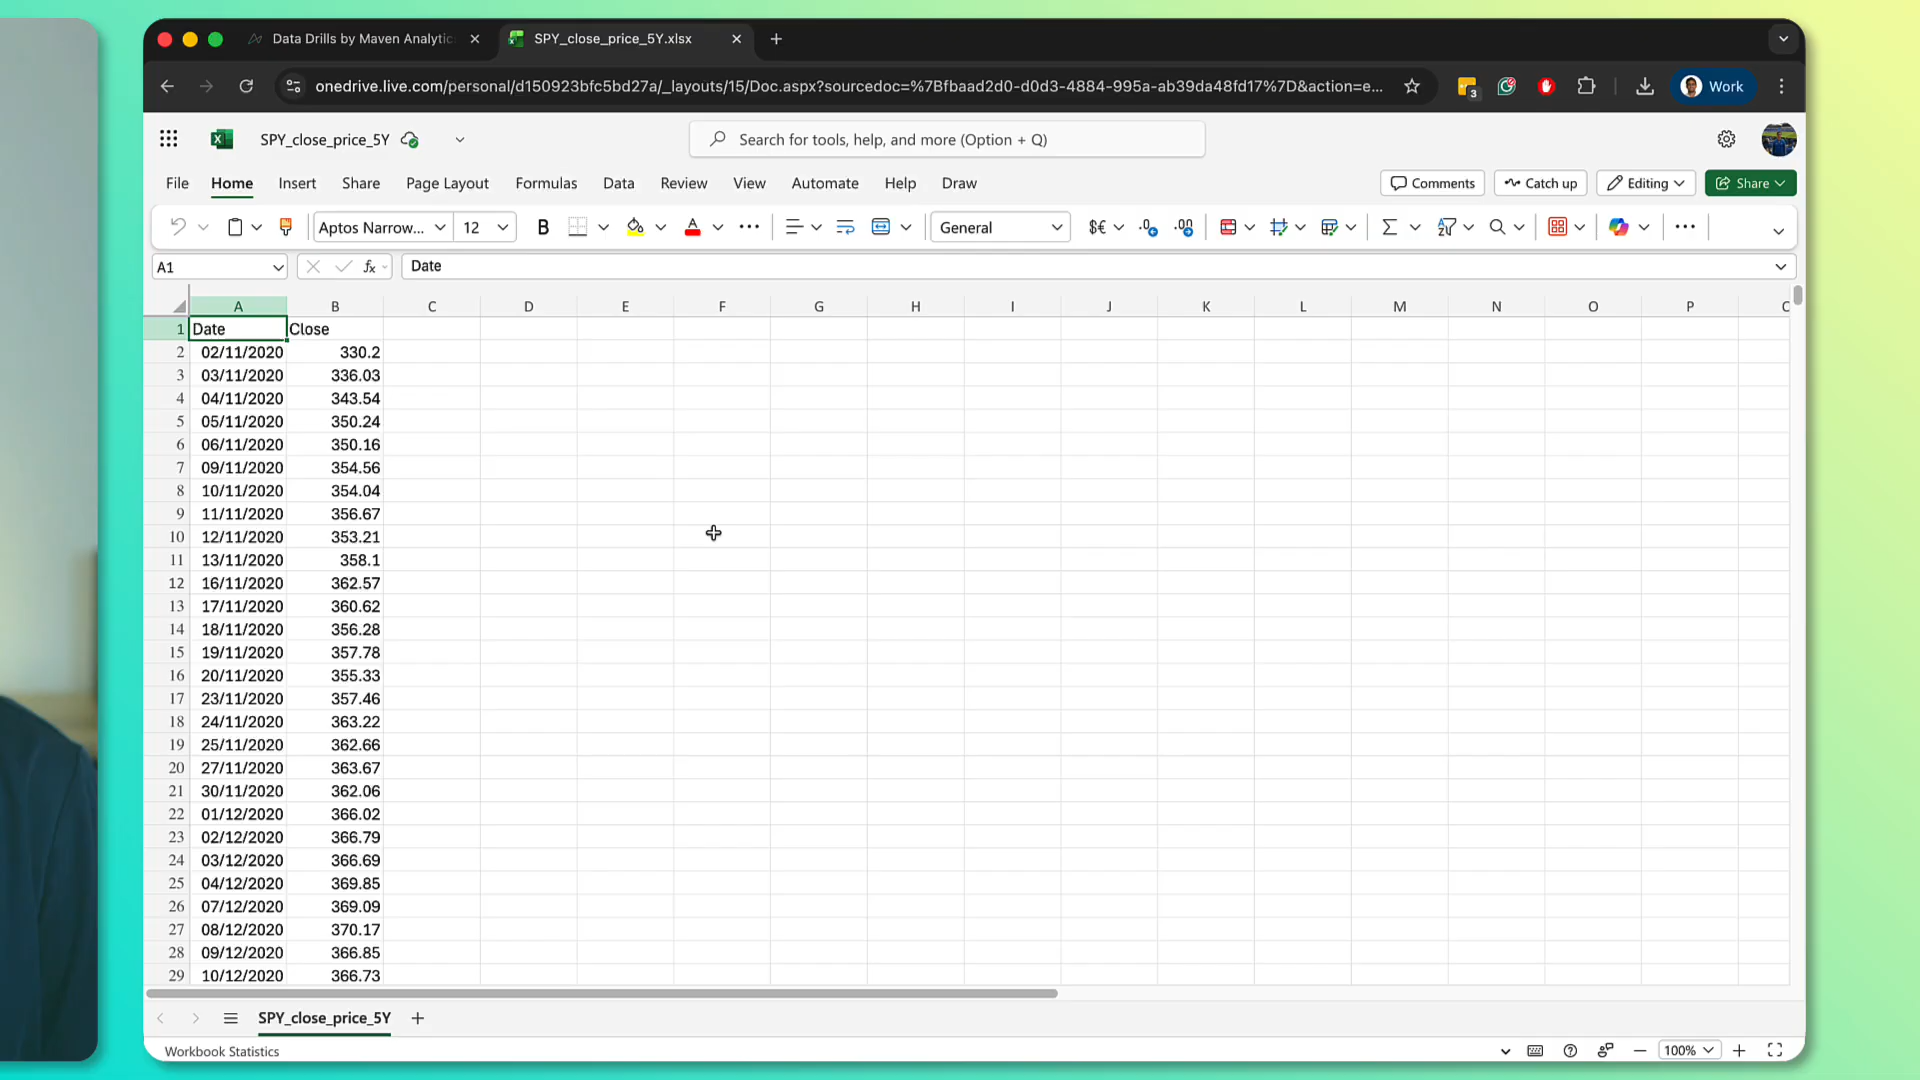 Data Drills by Maven Analytic
SPY_close_price_5Y.xlsx
onedrive.live.com/personal/d150923bfc5bd27a/_layouts/15/Doc.aspx?sourcedoc=%7Bfbaad2d0-d0d3-4884-995a-ab39da48fd17%7D&action=e...
3
Work
SPY_close_price_5Y
Search for tools, help, and more (Option + Q)
File Home Insert Share Page Layout Formulas Data Review View Automate Help Draw
Comments Catch up Editing Share
Aptos Narrow... 12 B A General $€ .0 .00
A1 fx Date
A B C D E F G H I J K L M N O P
1 Date Close
2 02/11/2020 330.2
3 03/11/2020 336.03
4 04/11/2020 343.54
5 05/11/2020 350.24
6 06/11/2020 350.16
7 09/11/2020 354.56
8 10/11/2020 354.04
9 11/11/2020 356.67
10 12/11/2020 353.21
11 13/11/2020 358.1
12 16/11/2020 362.57
13 17/11/2020 360.62
14 18/11/2020 356.28
15 19/11/2020 357.78
16 20/11/2020 355.33
17 23/11/2020 357.46
18 24/11/2020 363.22
19 25/11/2020 362.66
20 27/11/2020 363.67
21 30/11/2020 362.06
22 01/12/2020 366.02
23 02/12/2020 366.79
24 03/12/2020 366.69
25 04/12/2020 369.85
26 07/12/2020 369.09
27 08/12/2020 370.17
28 09/12/2020 366.85
29 10/12/2020 366.73
SPY_close_price_5Y
Workbook Statistics
100%